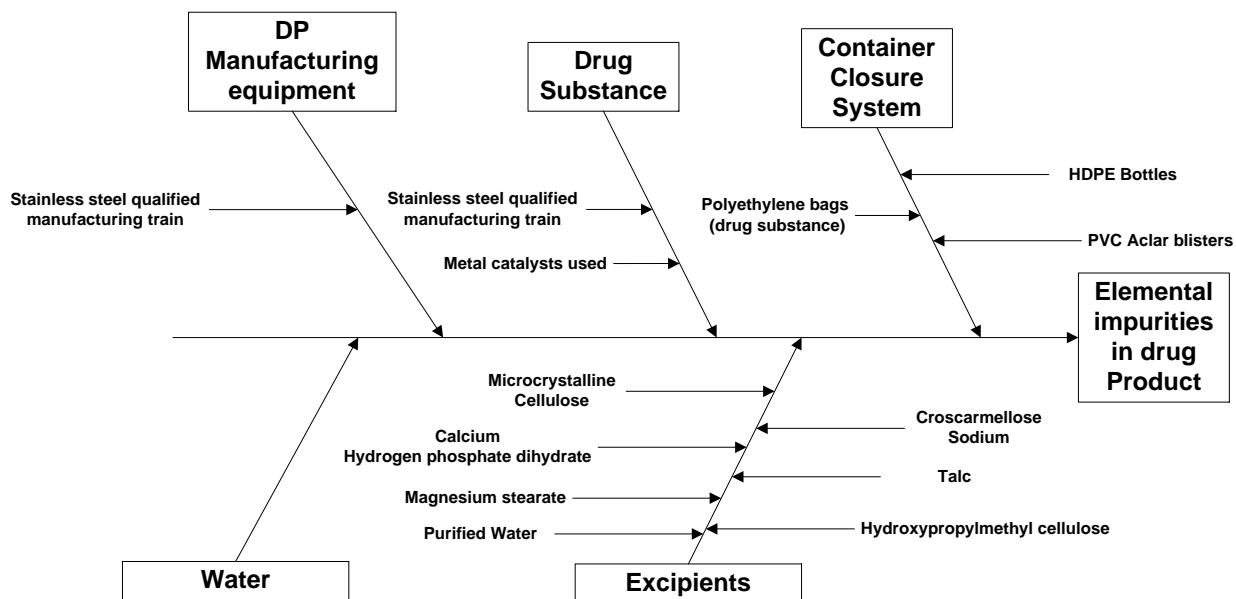 DP
Manufacturing
equipment
Drug
Substance
Container
Closure
System
Stainless steel qualified
manufacturing train
Stainless steel qualified
manufacturing train
Metal catalysts used
HDPE Bottles
Polyethylene bags
(drug substance)
PVC Aclar blisters
Elemental
impurities
in drug
Product
Microcrystalline
Cellulose
Croscarmellose
Sodium
Calcium
Hydrogen phosphate dihydrate
Talc
Magnesium stearate
Purified Water
Hydroxypropylmethyl cellulose
Water
Excipients